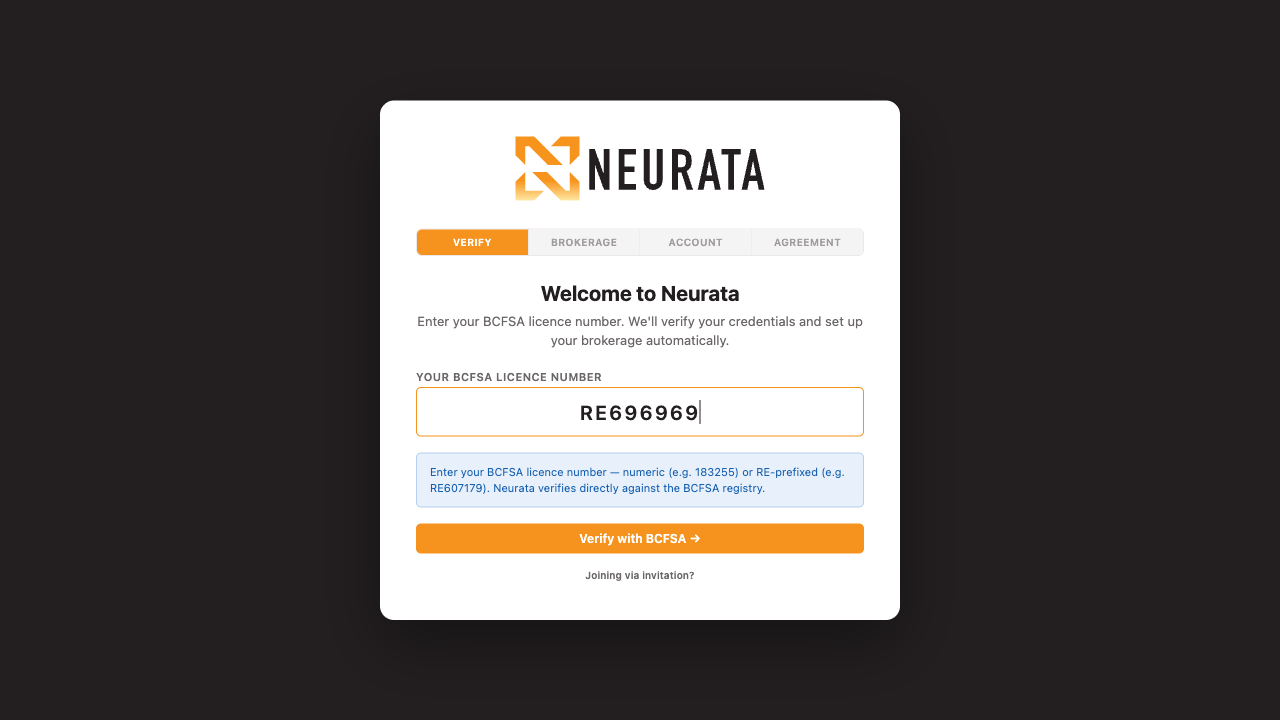 NEURATA
VERIFY
BROKERAGE
ACCOUNT
AGREEMENT
Welcome to Neurata
Enter your BCFSA licence number. We'll verify your credentials and set up
your brokerage automatically.
YOUR BCFSA LICENCE NUMBER
RE696969
Enter your BCFSA licence number — numeric (e.g. 183255) or RE-prefixed (e.g.
RE607179). Neurata verifies directly against the BCFSA registry.
Verify with BCFSA →
Joining via invitation?